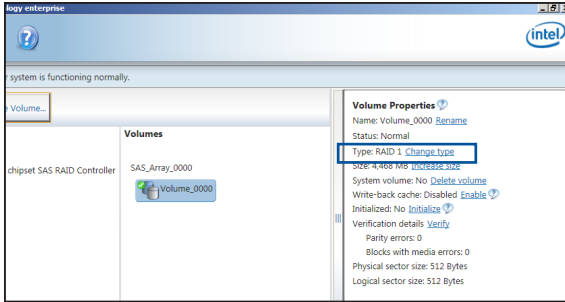 logy enterprise
intel
r system is functioning normally.
e Volume...
Volumes
chipset SAS RAID Controller
SAS_Array_0000
Volume_0000
Volume Properties
Name: Volume_0000 Rename
Status: Normal
Type: RAID 1 Change type
Size: 4,468 MB Increase size
System volume: No Delete volume
Write-back cache: Disabled Enable
Initialized: No Initialize
Verification details Verify
Parity errors: 0
Blocks with media errors: 0
Physical sector size: 512 Bytes
Logical sector size: 512 Bytes